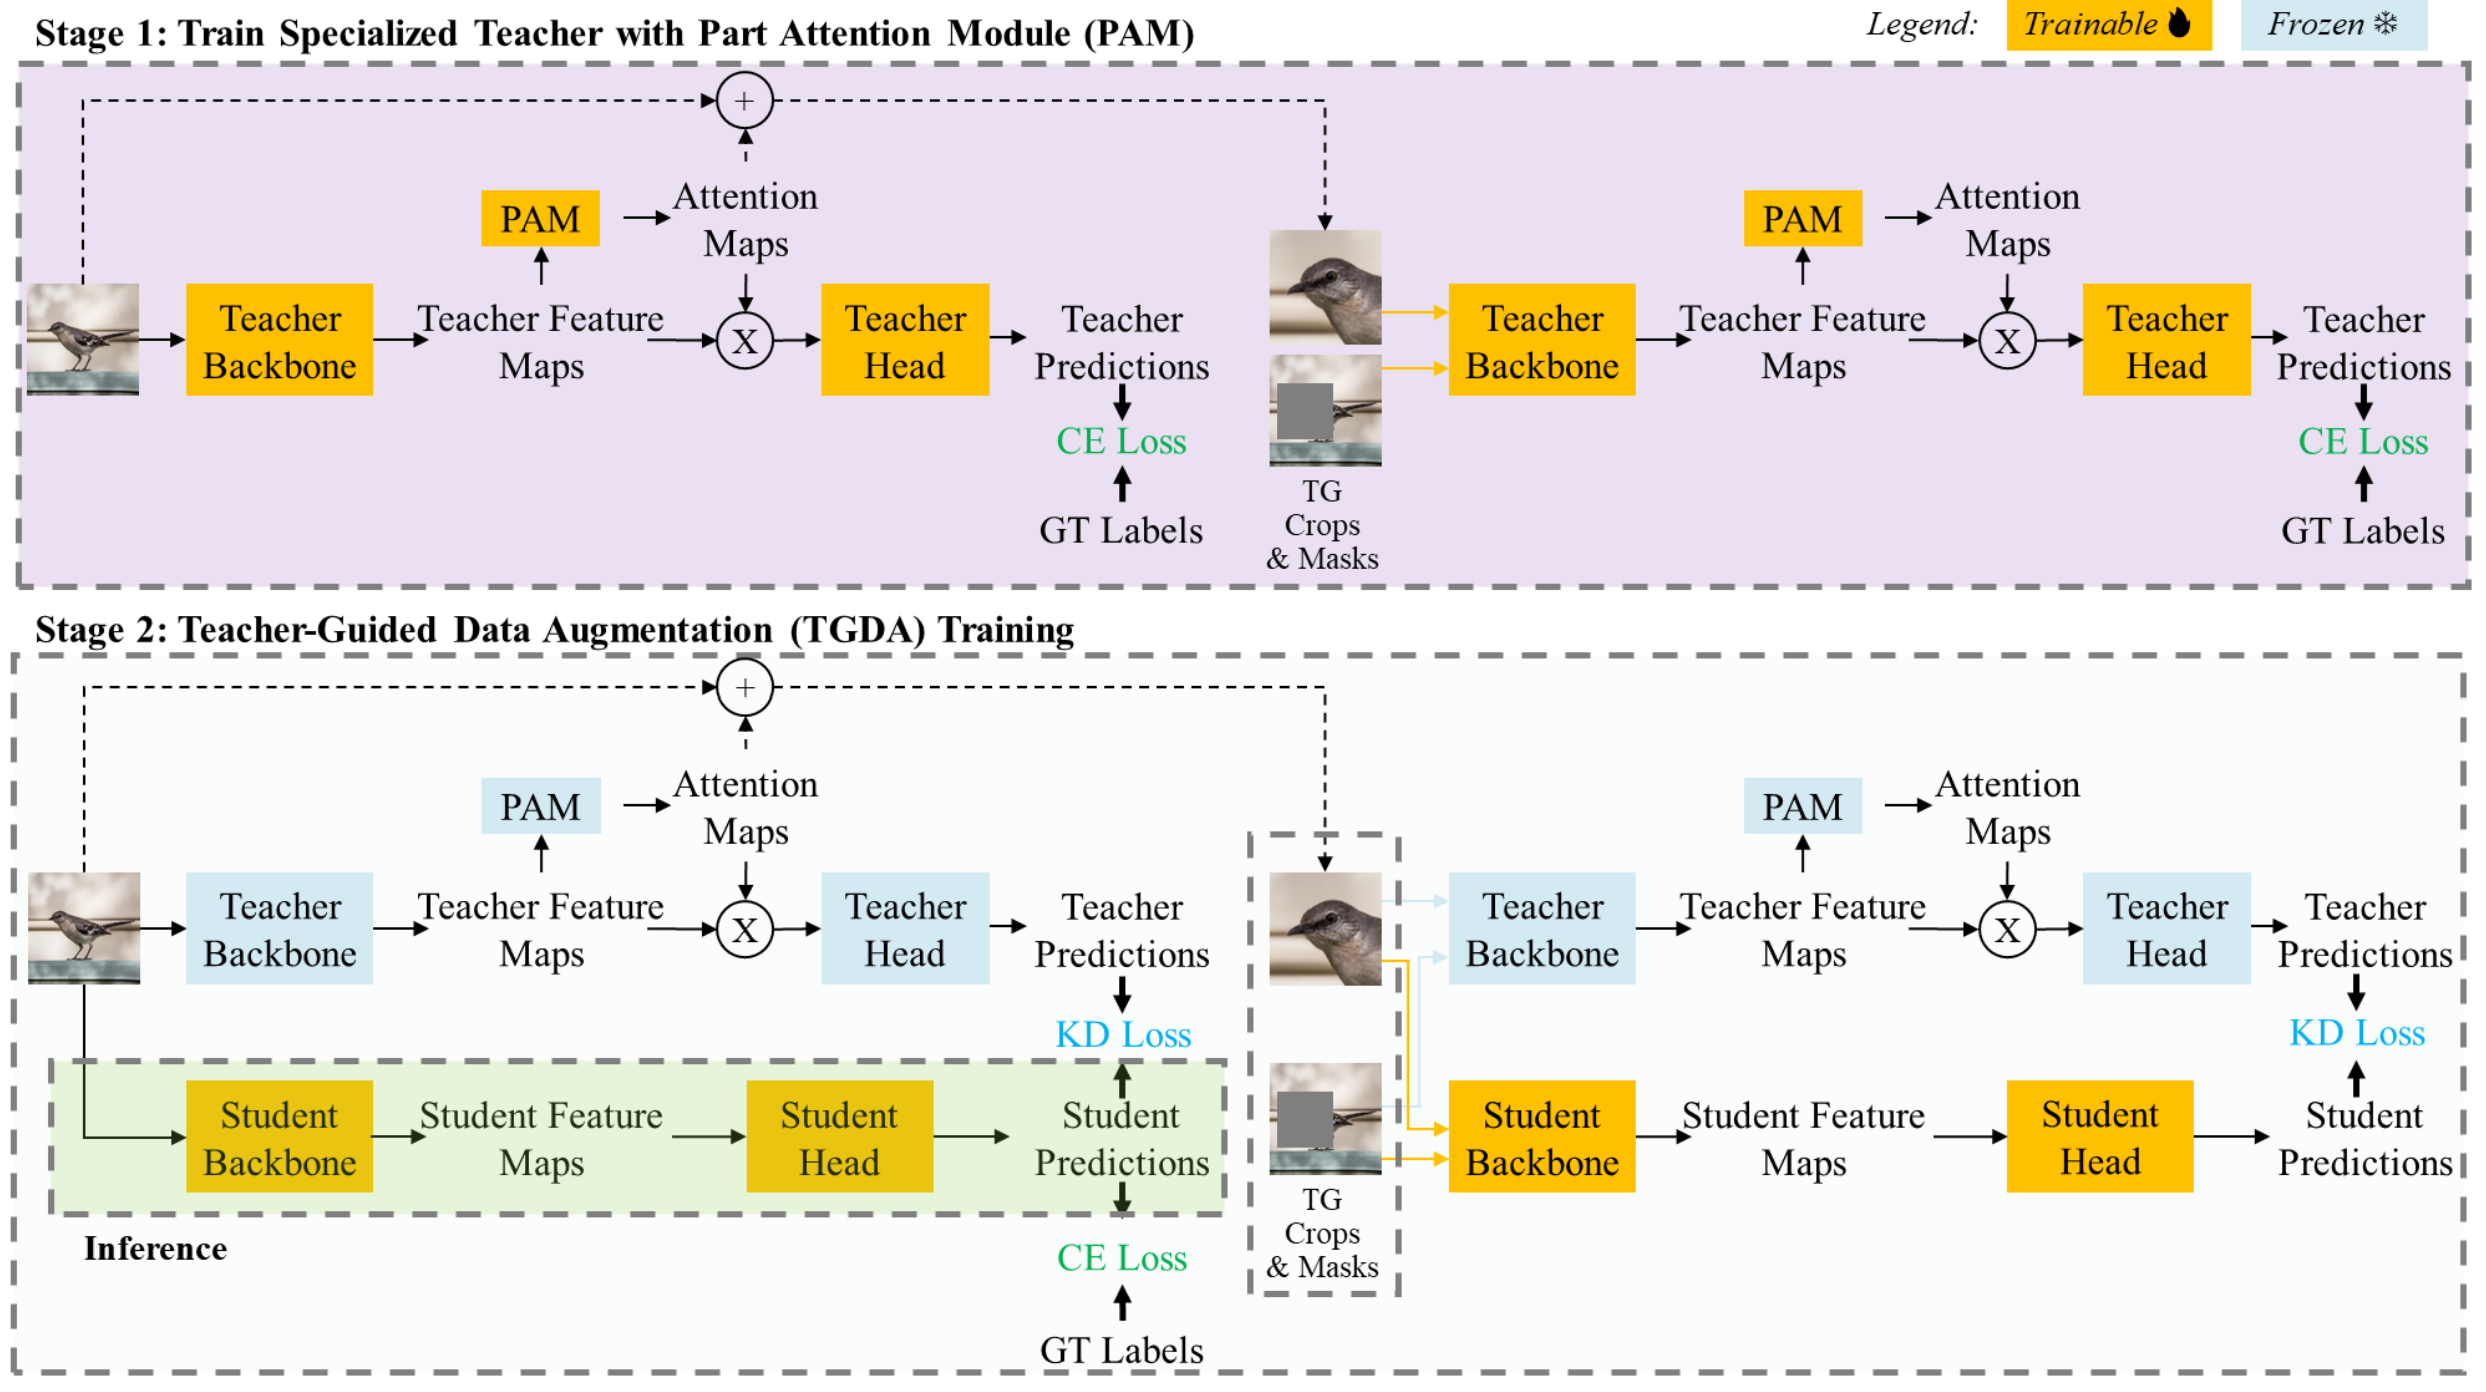 Stage 1: Train Specialized Teacher with Part Attention Module (PAM)
Legend: Trainable Frozen
+
PAM
Attention
Maps
Teacher
Backbone
Teacher Feature
Maps
X
Teacher
Head
Teacher
Predictions
CE Loss
GT Labels
TG
Crops
& Masks
Teacher
Backbone
PAM
Attention
Maps
Teacher Feature
Maps
X
Teacher
Head
Teacher
Predictions
CE Loss
GT Labels
Stage 2: Teacher-Guided Data Augmentation (TGDA) Training
+
PAM
Attention
Maps
Teacher
Backbone
Teacher Feature
Maps
X
Teacher
Head
Teacher
Predictions
KD Loss
Student
Backbone
Student Feature
Maps
Student
Head
Student
Predictions
Inference
CE Loss
GT Labels
TG
Crops
& Masks
PAM
Attention
Maps
Teacher
Backbone
Teacher Feature
Maps
X
Teacher
Head
Teacher
Predictions
KD Loss
Student
Backbone
Student Feature
Maps
Student
Head
Student
Predictions